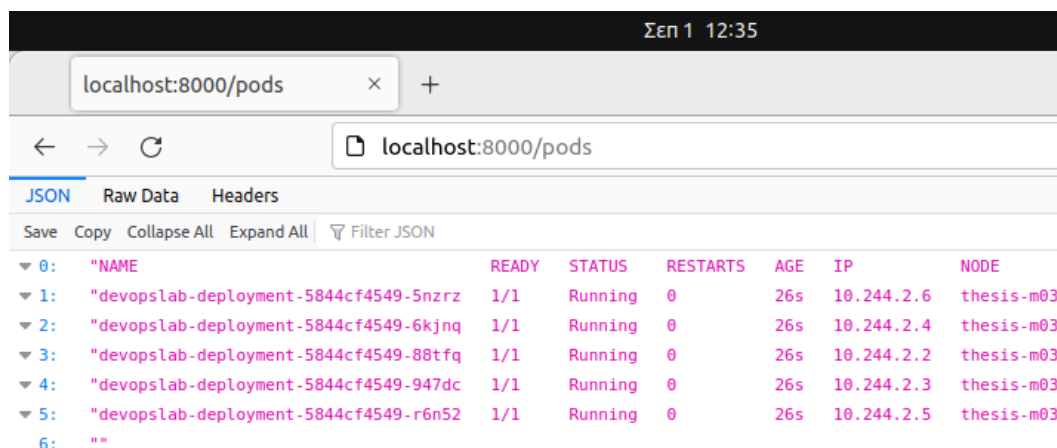 Σεπ 1 12:35
localhost:8000/pods × +
localhost:8000/pods
JSON Raw Data Headers
Save Copy Collapse All Expand All Filter JSON
0: "NAME READY STATUS RESTARTS AGE IP NODE
1: "devopslab-deployment-5844cf4549-5nzrz 1/1 Running 0 26s 10.244.2.6 thesis-m03
2: "devopslab-deployment-5844cf4549-6kjnq 1/1 Running 0 26s 10.244.2.4 thesis-m03
3: "devopslab-deployment-5844cf4549-88tfq 1/1 Running 0 26s 10.244.2.2 thesis-m03
4: "devopslab-deployment-5844cf4549-947dc 1/1 Running 0 26s 10.244.2.3 thesis-m03
5: "devopslab-deployment-5844cf4549-r6n52 1/1 Running 0 26s 10.244.2.5 thesis-m03
6: ""